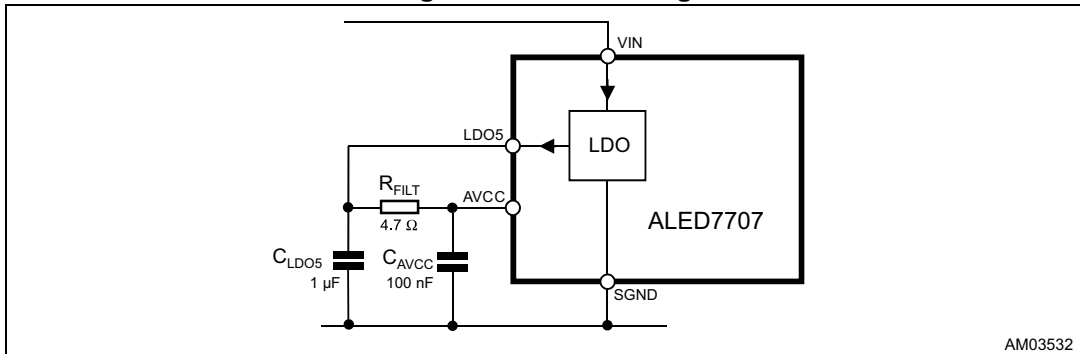 VIN
LDO5
LDO
R_FILT
AVCC
4.7 Ω
ALED7707
C_LDO5
1 µF
C_AVCC
100 nF
SGND
AM03532